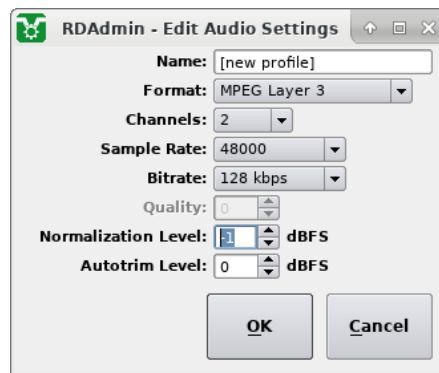 RDAdmin - Edit Audio Settings
Name: [new profile]
Format: MPEG Layer 3
Channels: 2
Sample Rate: 48000
Bitrate: 128 kbps
Quality: 0
Normalization Level: -1 dBFS
Autotrim Level: 0 dBFS
OK Cancel